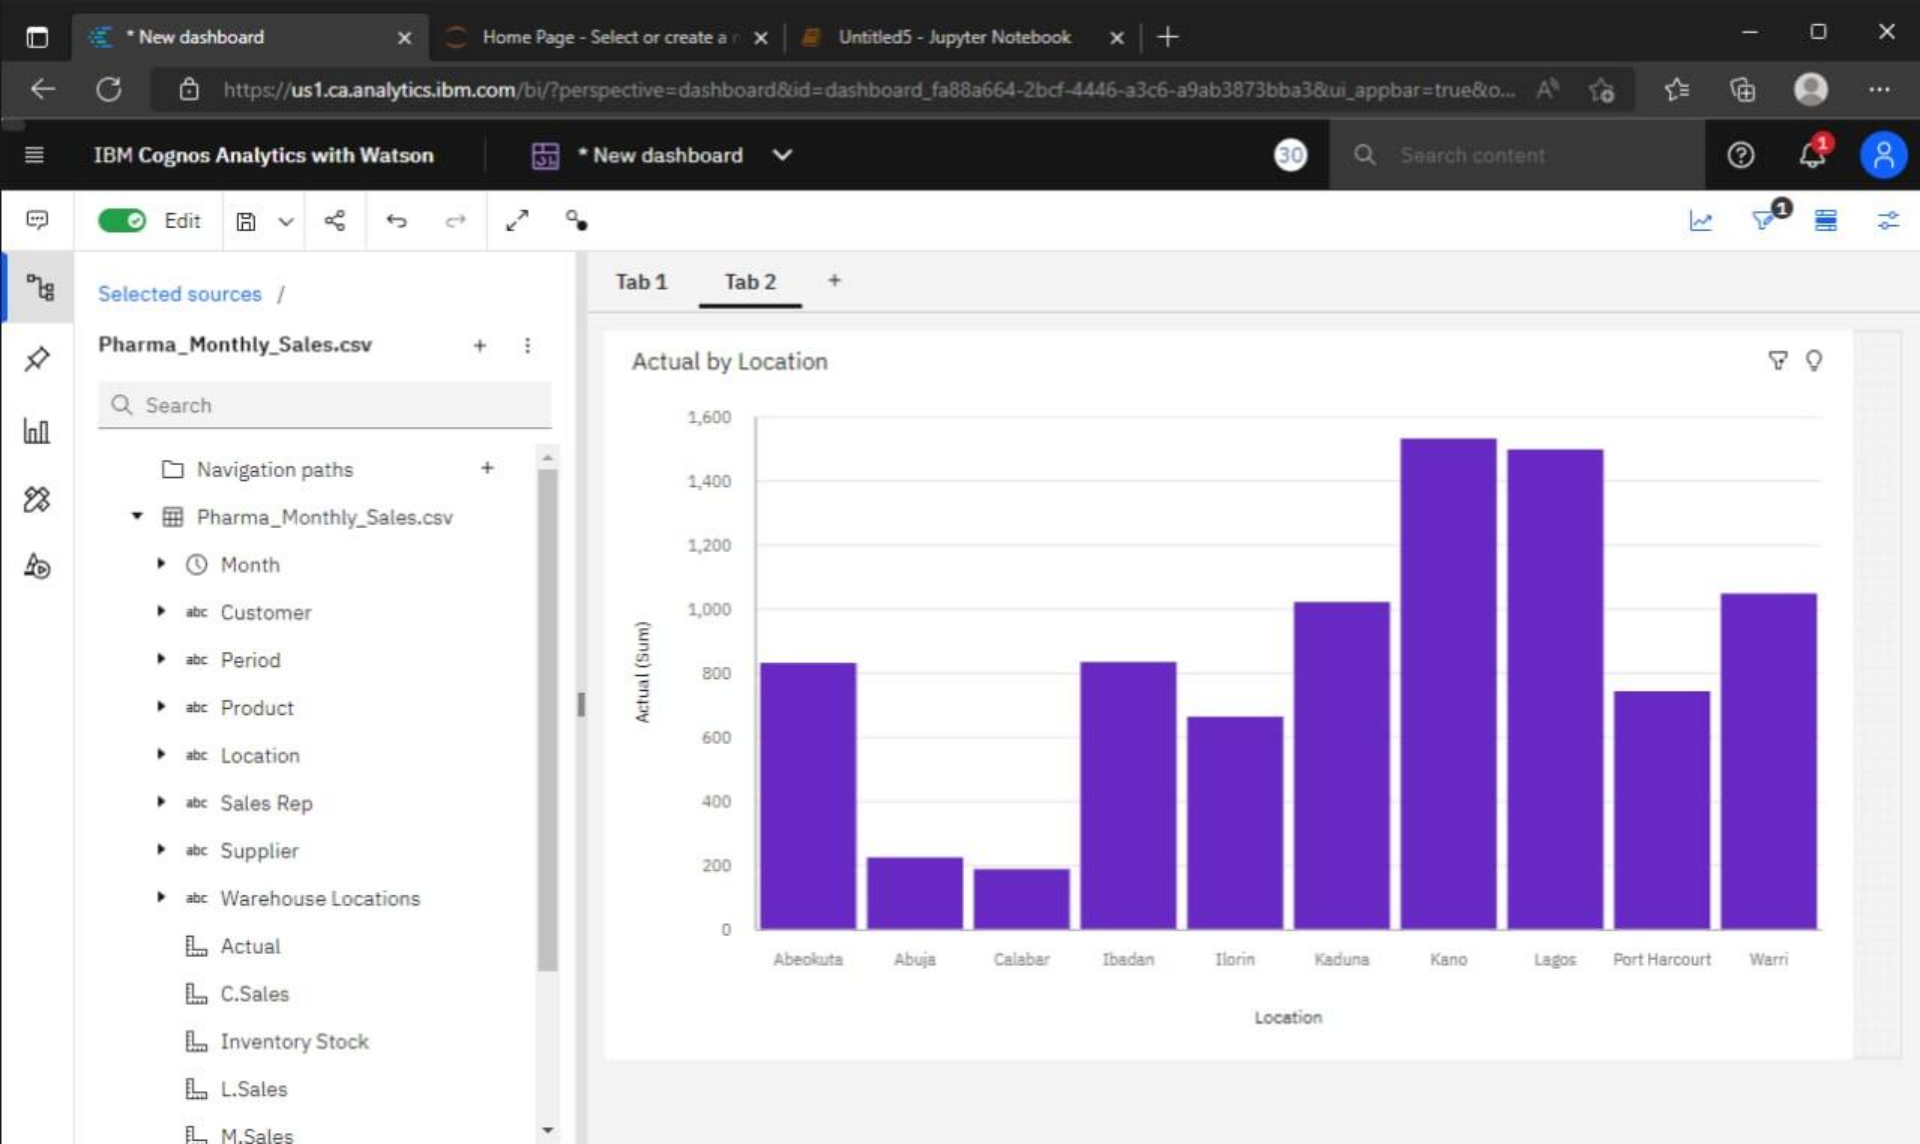 * New dashboard
Home Page - Select or create a n
Untitled5 - Jupyter Notebook
https://us1.ca.analytics.ibm.com/bi/?perspective=dashboard&id=dashboard_fa88a664-2bcf-4446-a3c6-a9ab3873bba3&ui_appbar=true&o...
IBM Cognos Analytics with Watson
* New dashboard
30
Search content
1
Edit
1
Selected sources /
Tab 1
Tab 2
Pharma_Monthly_Sales.csv
Search
Navigation paths
Pharma_Monthly_Sales.csv
Month
abc Customer
abc Period
abc Product
abc Location
abc Sales Rep
abc Supplier
abc Warehouse Locations
Actual
C.Sales
Inventory Stock
L.Sales
M.Sales
Actual by Location
1,600
1,400
1,200
1,000
800
600
400
200
0
Actual (Sum)
Abeokuta
Abuja
Calabar
Ibadan
Ilorin
Kaduna
Kano
Lagos
Port Harcourt
Warri
Location